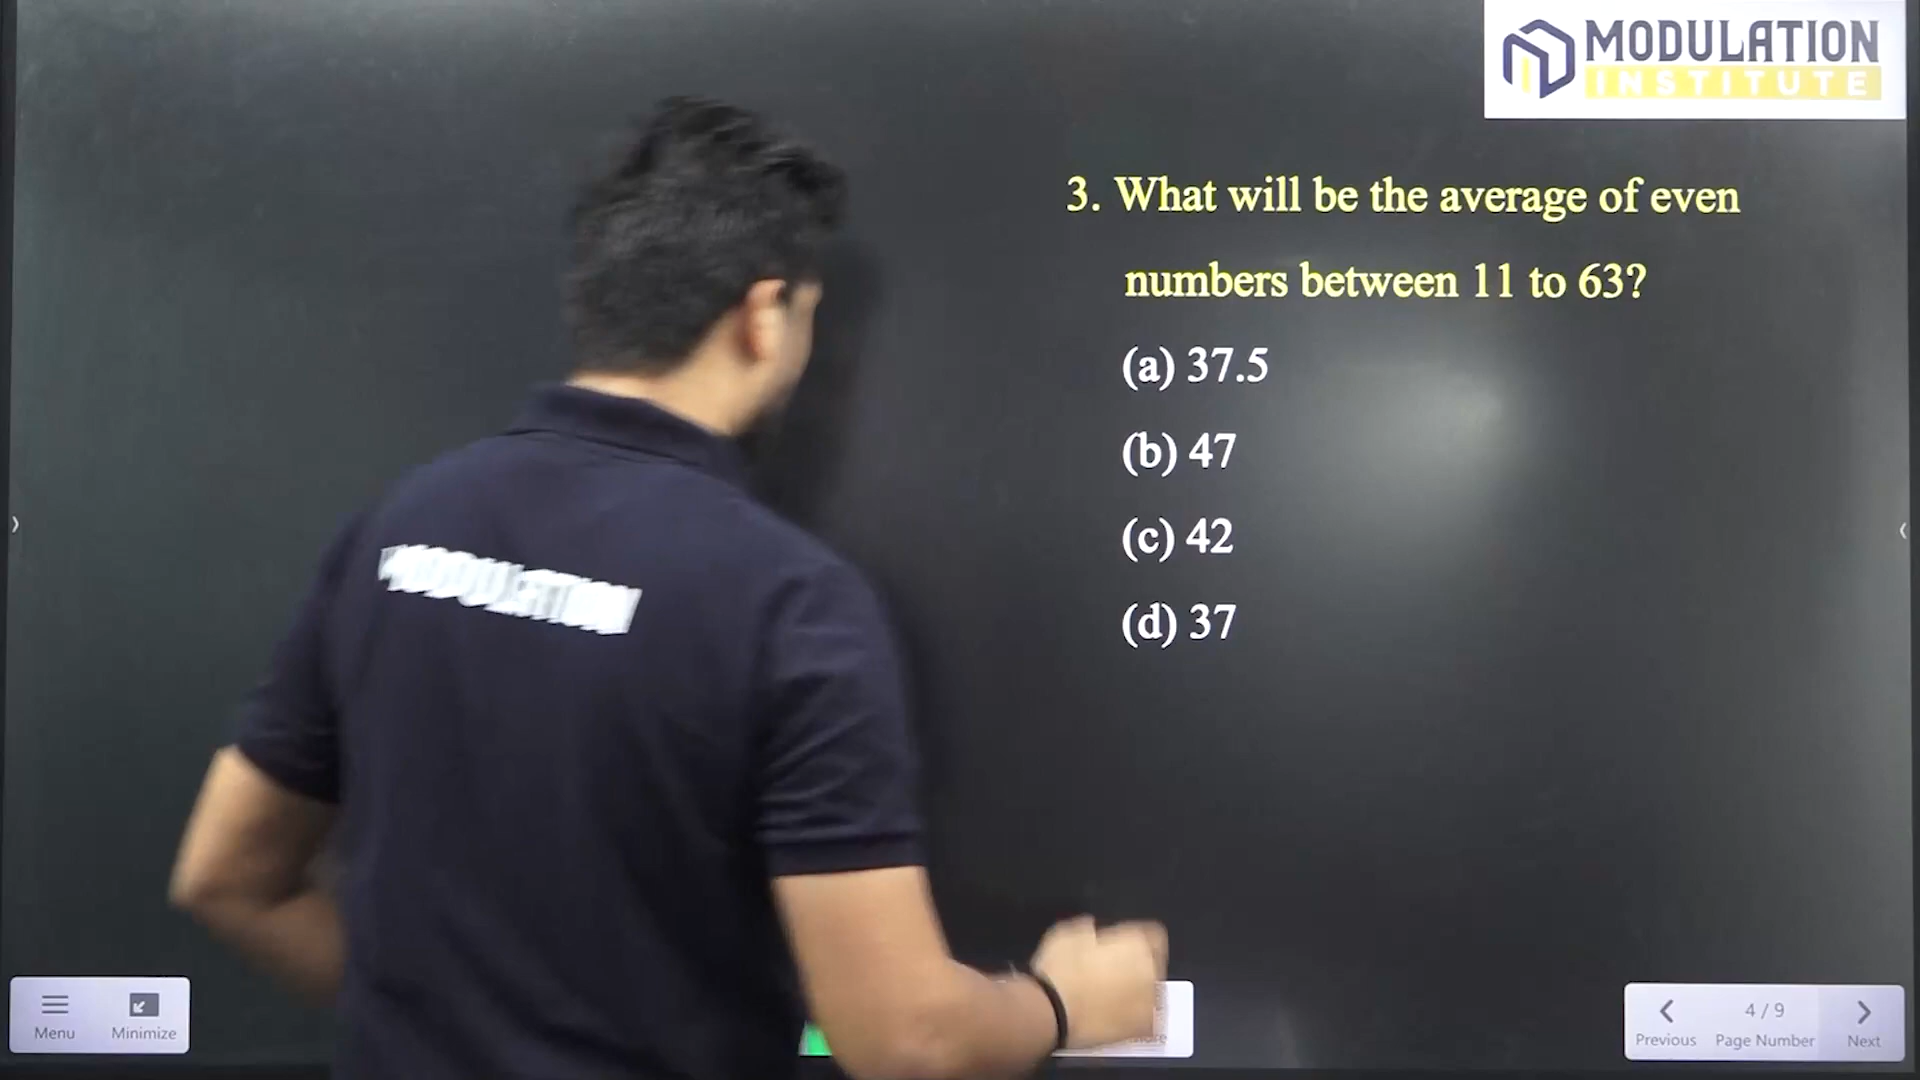 MODULATION
INSTITUTE
3. What will be the average of even
numbers between 11 to 63?
(a) 37.5
(b) 47
(c) 42
(d) 37
MODULATION
Menu
Minimize
4 / 9
Previous
Page Number
Next